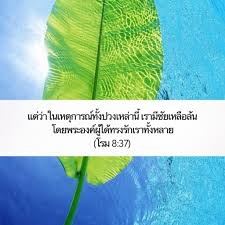 แต่ว่า ในเหตุการณ์ทั้งปวงเหล่านี้ เรามีชัยเหลือล้น
โดยพระองค์ผู้ได้ทรงรักเราทั้งหลาย
(โรม 8:37)